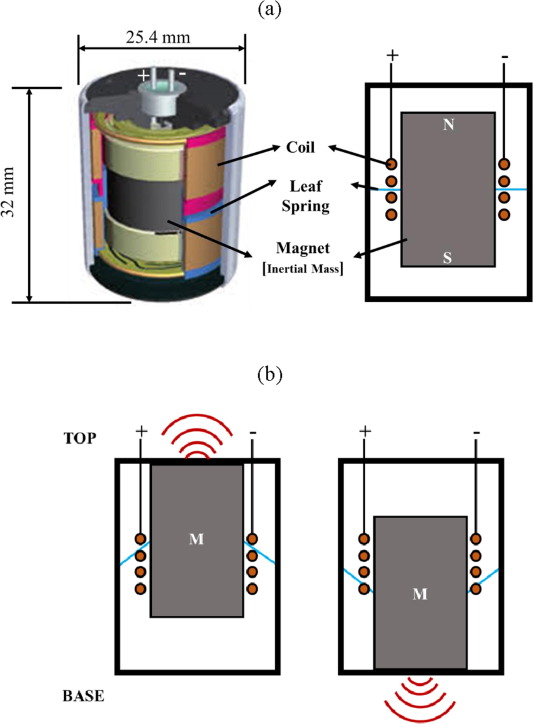 (a)
25.4 mm
+ -
+ -
32 mm
N
Coil
Leaf
Spring
Magnet
[Inertial Mass]
S
(b)
TOP
+ -
+ -
M
M
BASE